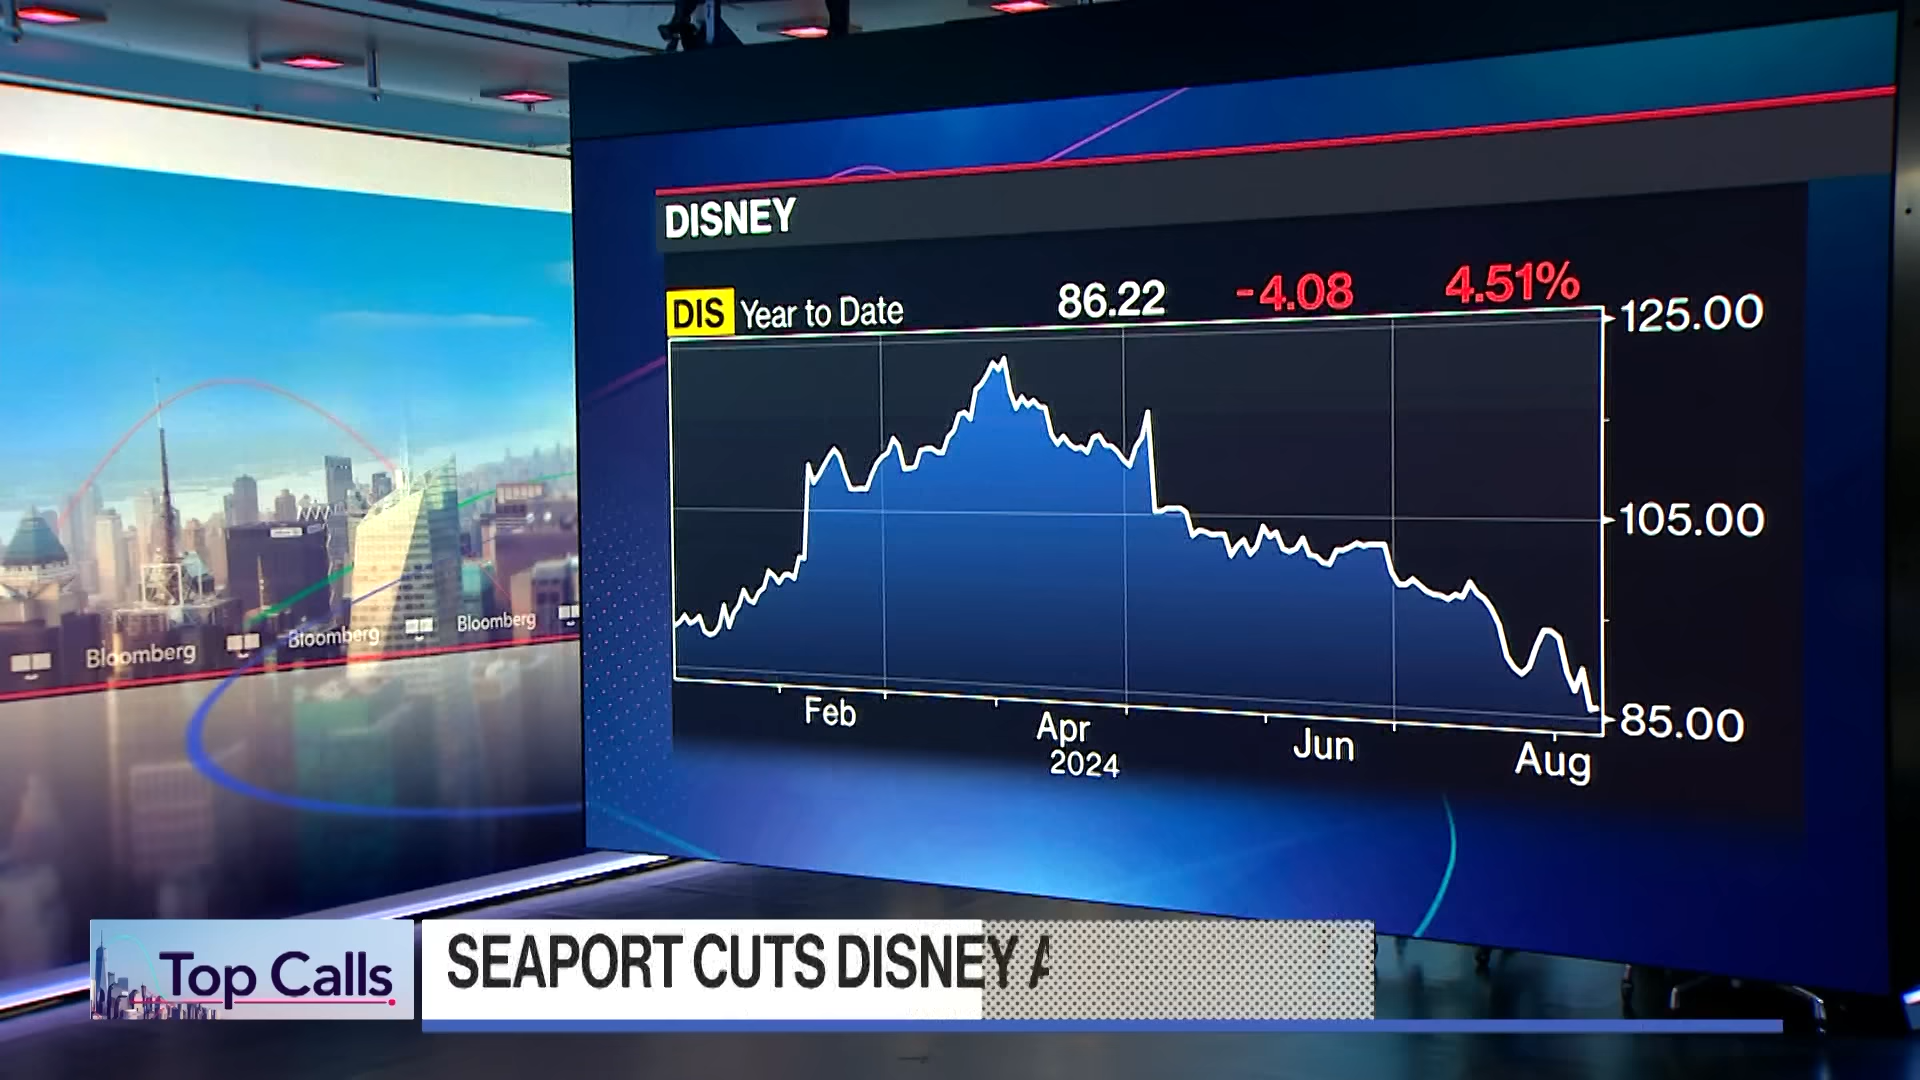 DISNEY
DIS Year to Date 86.22 -4.08 4.51%
125.00
105.00
85.00
Feb Apr Jun Aug
2024
Bloomberg Bloomberg Bloomberg
Top Calls
SEAPORT CUTS DISNEY A